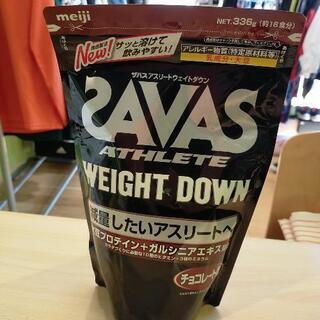 meiji
NET.336g (約16食分)
New!
サッと溶けて
飲みやすい!
アレルギー物質(特定原材料等)
乳成分・大豆
ザバスアスリートウェイトダウン
SAVAS
ATHLETE
WEIGHT DOWN
減量したいアスリートへ
プロテイン+ガルシニアエキス
チョコレート